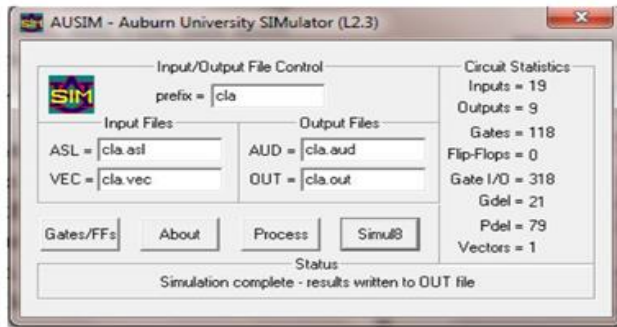 AUSIM - Auburn University SIMulator (L2.3)
Input/Output File Control
SIM
prefix = cla
Input Files
ASL = cla.asl
VEC = cla.vec
Output Files
AUD = cla.aud
OUT = cla.out
Gates/FFs
About
Process
Simul8
Circuit Statistics
Inputs = 19
Outputs = 9
Gates = 118
Flip-Flops = 0
Gate I/O = 318
Gdel = 21
Pdel = 79
Vectors = 1
Status
Simulation complete - results written to OUT file